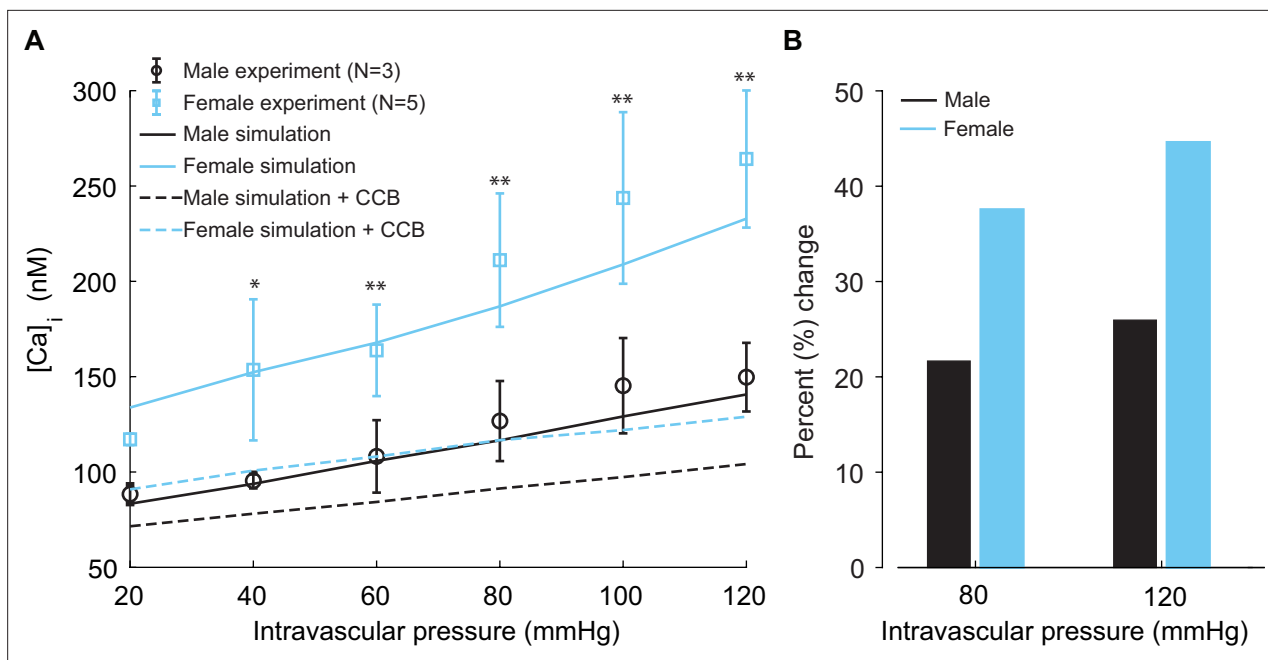 A
Male experiment (N=3)
Female experiment (N=5)
Male simulation
Female simulation
Male simulation + CCB
Female simulation + CCB
300
250
200
150
100
50
[Ca]i (nM)
* ** ** ** **
20 40 60 80 100 120
Intravascular pressure (mmHg)
B
Male
Female
50
40
30
20
10
0
Percent (%) change
80 120
Intravascular pressure (mmHg)